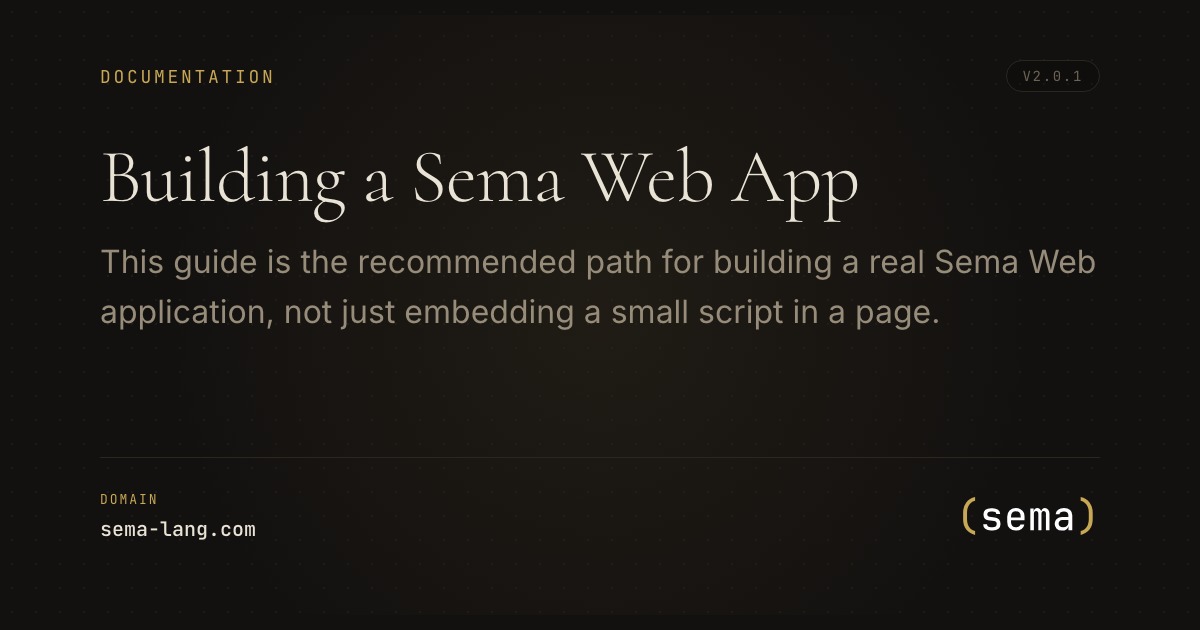 DOCUMENTATION
V2.0.1
Building a Sema Web App
This guide is the recommended path for building a real Sema Web
application, not just embedding a small script in a page.
DOMAIN
sema-lang.com
(sema)